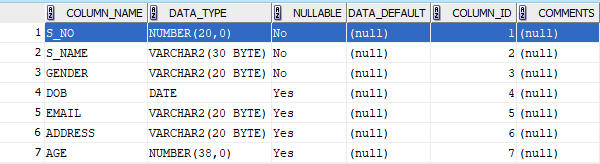 COLUMN_NAME DATA_TYPE NULLABLE DATA_DEFAULT COLUMN_ID COMMENTS
1 S_NO NUMBER(20,0) No (null) 1 (null)
2 S_NAME VARCHAR2(30 BYTE) No (null) 2 (null)
3 GENDER VARCHAR2(20 BYTE) No (null) 3 (null)
4 DOB DATE Yes (null) 4 (null)
5 EMAIL VARCHAR2(20 BYTE) Yes (null) 5 (null)
6 ADDRESS VARCHAR2(20 BYTE) Yes (null) 6 (null)
7 AGE NUMBER(38,0) Yes (null) 7 (null)